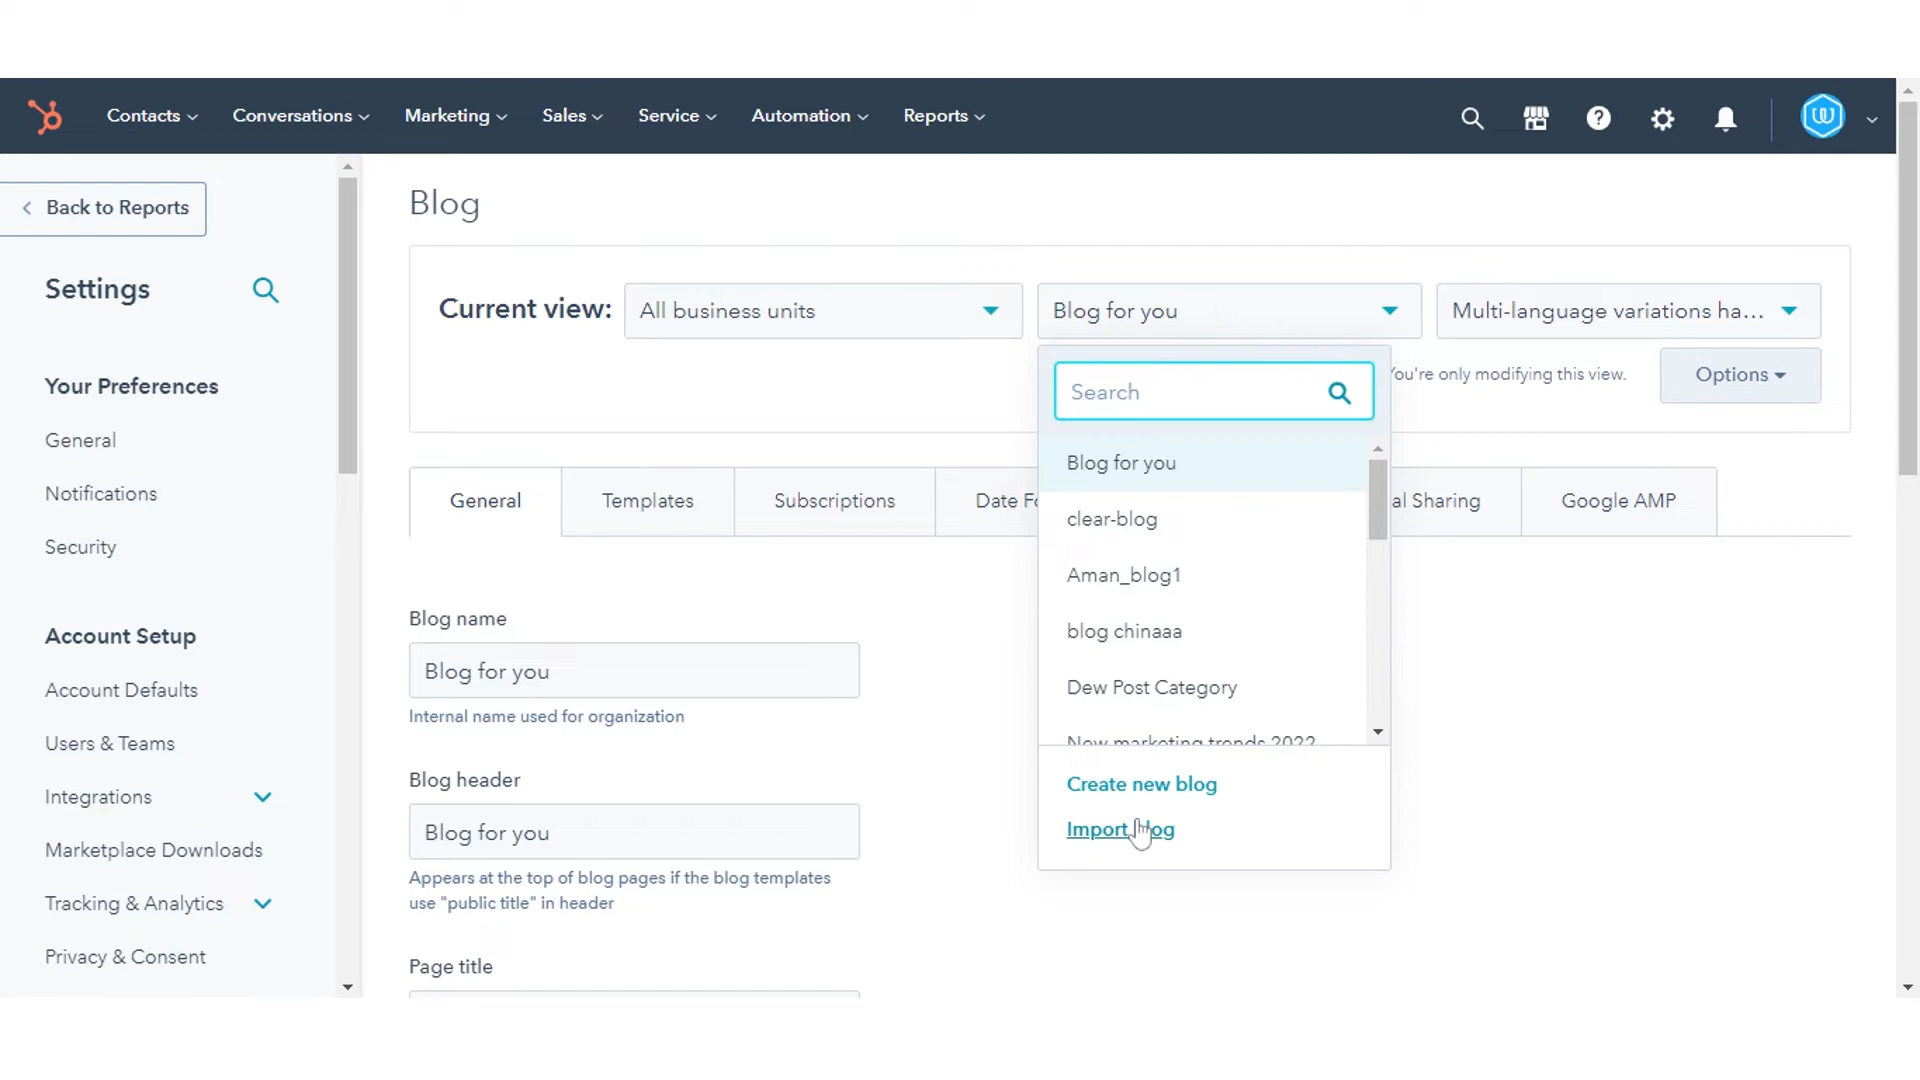 Contacts
Conversations
Marketing
Sales
Service
Automation
Reports
Back to Reports
Settings
Your Preferences
General
Notifications
Security
Account Setup
Account Defaults
Users & Teams
Integrations
Marketplace Downloads
Tracking & Analytics
Privacy & Consent
Blog
Current view:
All business units
Blog for you
Multi-language variations ha...
You're only modifying this view.
Options
General
Templates
Subscriptions
Date
Sharing
Google AMP
Search
Blog for you
clear-blog
Aman_blog1
blog chinaaa
Dew Post Category
New marketing trends 2022
Create new blog
Import blog
Blog name
Blog for you
Internal name used for organization
Blog header
Blog for you
Appears at the top of blog pages if the blog templates
use "public title" in header
Page title